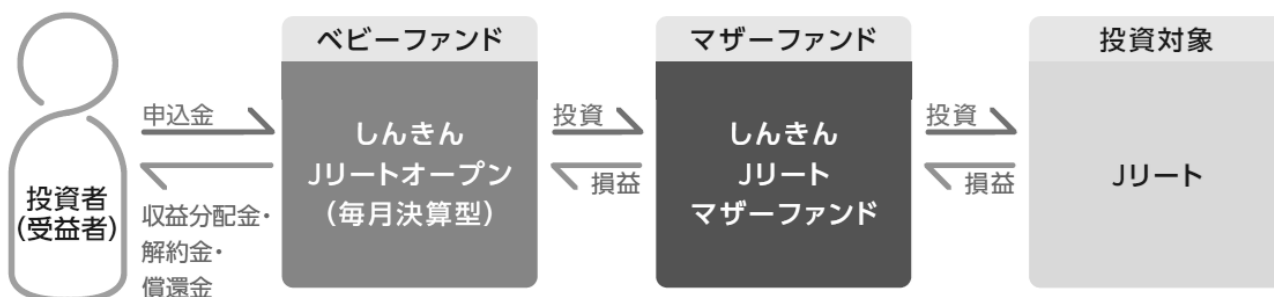 ベビーファンド
マザーファンド
投資対象
申込金
投資
投資
しんきん
Jリートオープン
(毎月決算型)
しんきん
Jリート
マザーファンド
Jリート
損益
損益
投資者
(受益者)
収益分配金・
解約金・
償還金